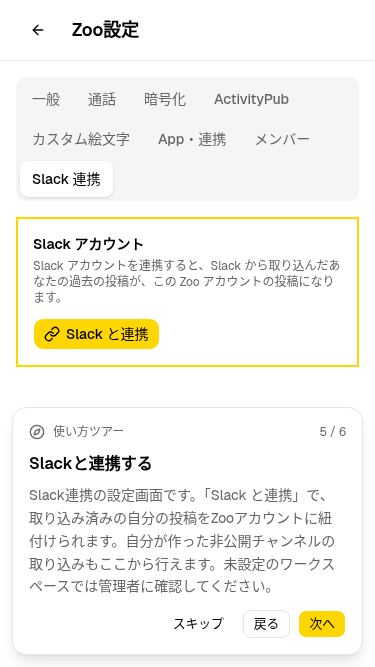 Zoo設定
一般 通話 暗号化 ActivityPub
カスタム絵文字 App・連携 メンバー
Slack 連携
Slack アカウント
Slack アカウントを連携すると、Slack から取り込んだあ
なたの過去の投稿が、この Zoo アカウントの投稿になり
ます。
Slack と連携
使い方ツアー 5 / 6
Slackと連携する
Slack連携の設定画面です。「Slack と連携」で、
取り込み済みの自分の投稿をZooアカウントに紐
付けられます。自分が作った非公開チャンネルの
取り込みもここから行えます。未設定のワークス
ペースでは管理者に確認してください。
スキップ 戻る 次へ